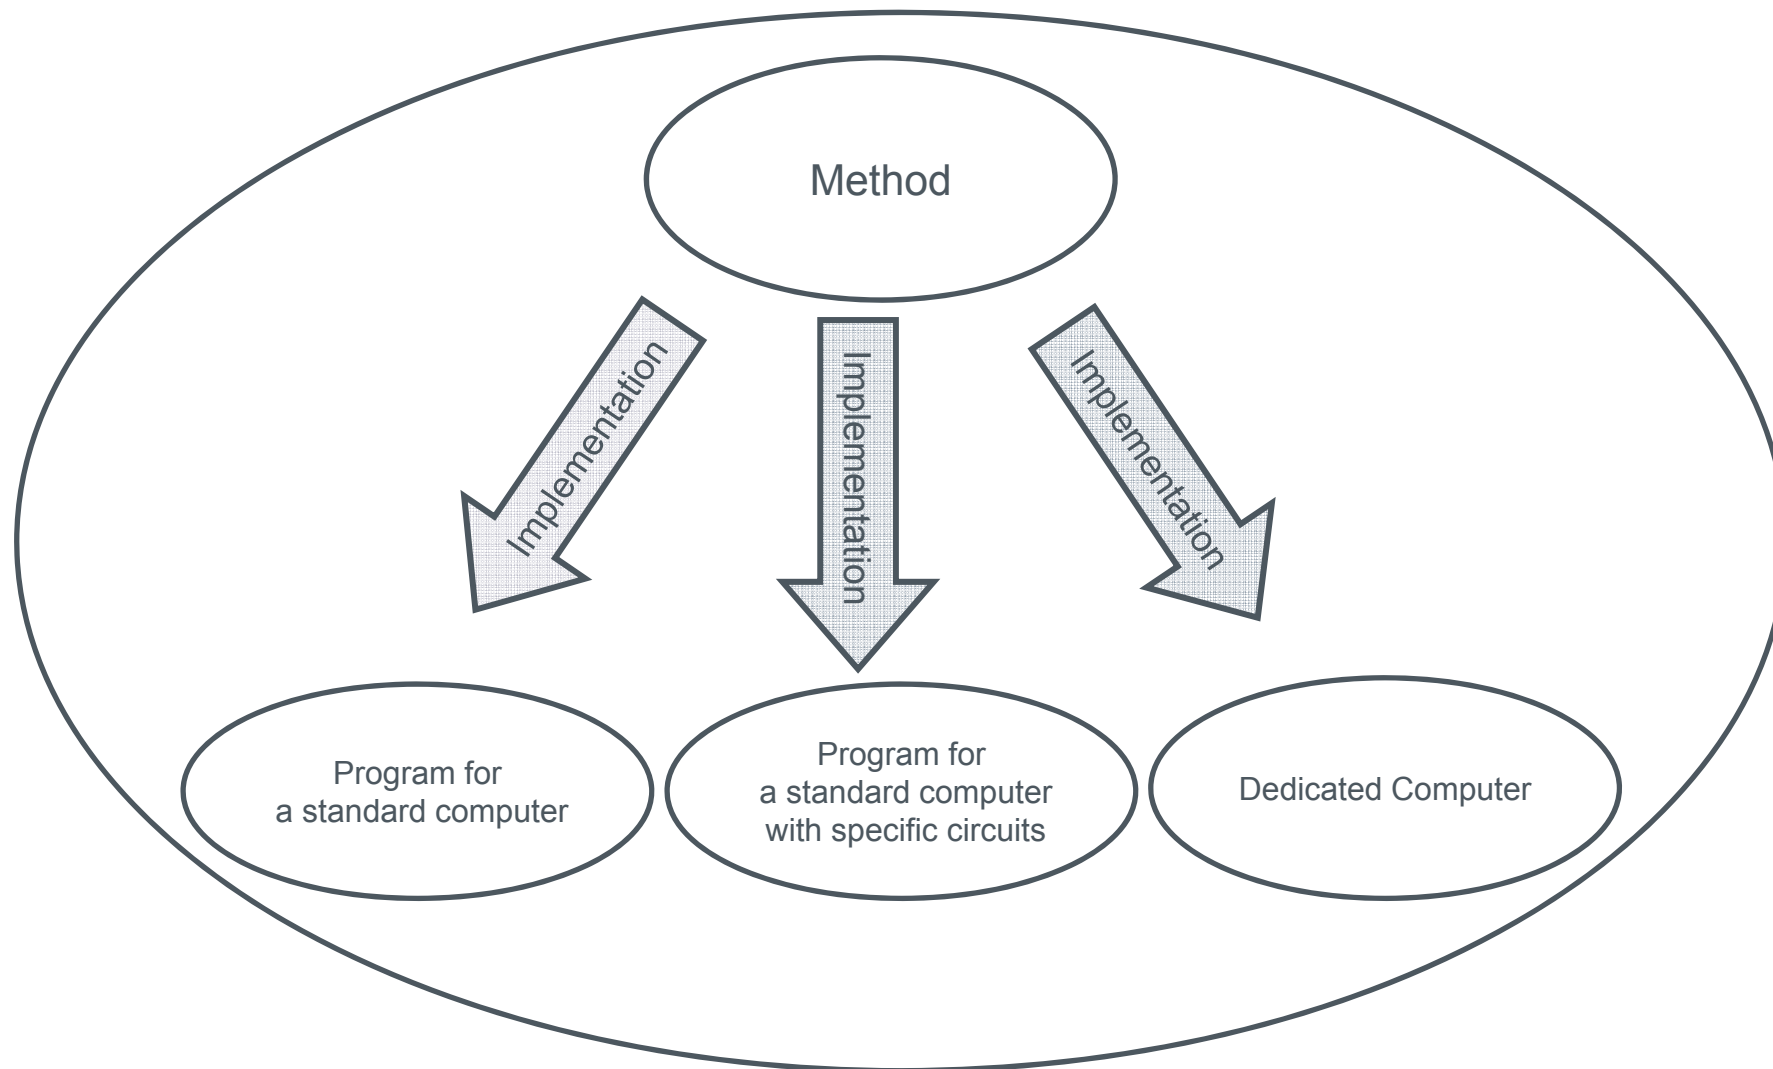 Method
Implementation
Implementation
Implementation
Program for
a standard computer
Program for
a standard computer
with specific circuits
Dedicated Computer